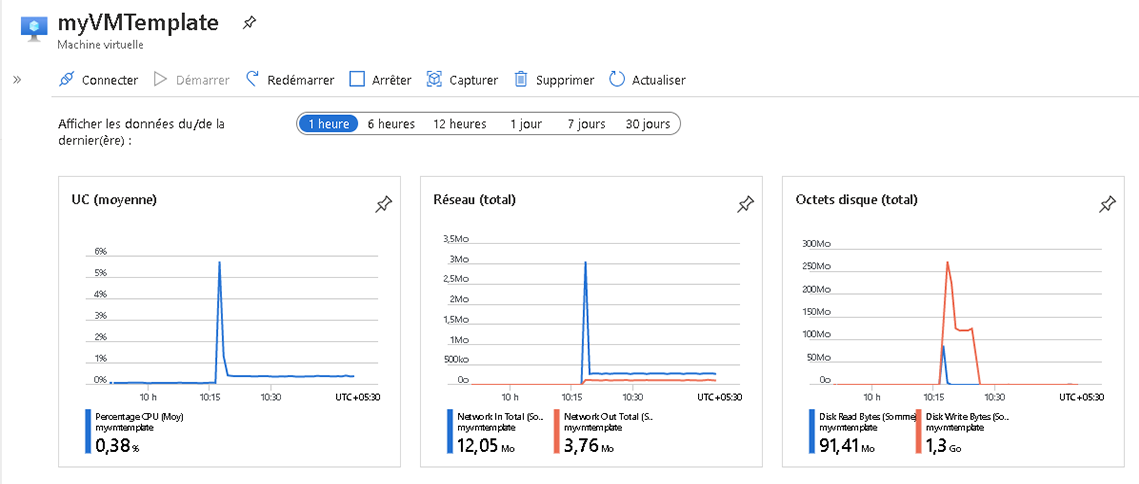 myVMTemplate
Machine virtuelle
Connecter Démarrer Redémarrer Arrêter Capturer Supprimer Actualiser
Afficher les données du/de la
dernier(ère) :
1 heure 6 heures 12 heures 1 jour 7 jours 30 jours
UC (moyenne)
6%
5%
4%
3%
2%
1%
0%
10 h 10:15 10:30 UTC+05:30
Percentage CPU (Moy)
myvmtemplate
0,38 %
Réseau (total)
3,5Mo
3Mo
2,5Mo
2Mo
1,5Mo
1Mo
500ko
0o
10 h 10:15 10:30 UTC+05:30
Network In Total (So...
myvmtemplate
12,05 Mo
Network Out Total (S...
myvmtemplate
3,76 Mo
Octets disque (total)
300Mo
250Mo
200Mo
150Mo
100Mo
50Mo
0o
10 h 10:15 10:30 UTC+05:30
Disk Read Bytes (Somme)
myvmtemplate
91,41 Mo
Disk Write Bytes (So...
myvmtemplate
1,3 Go